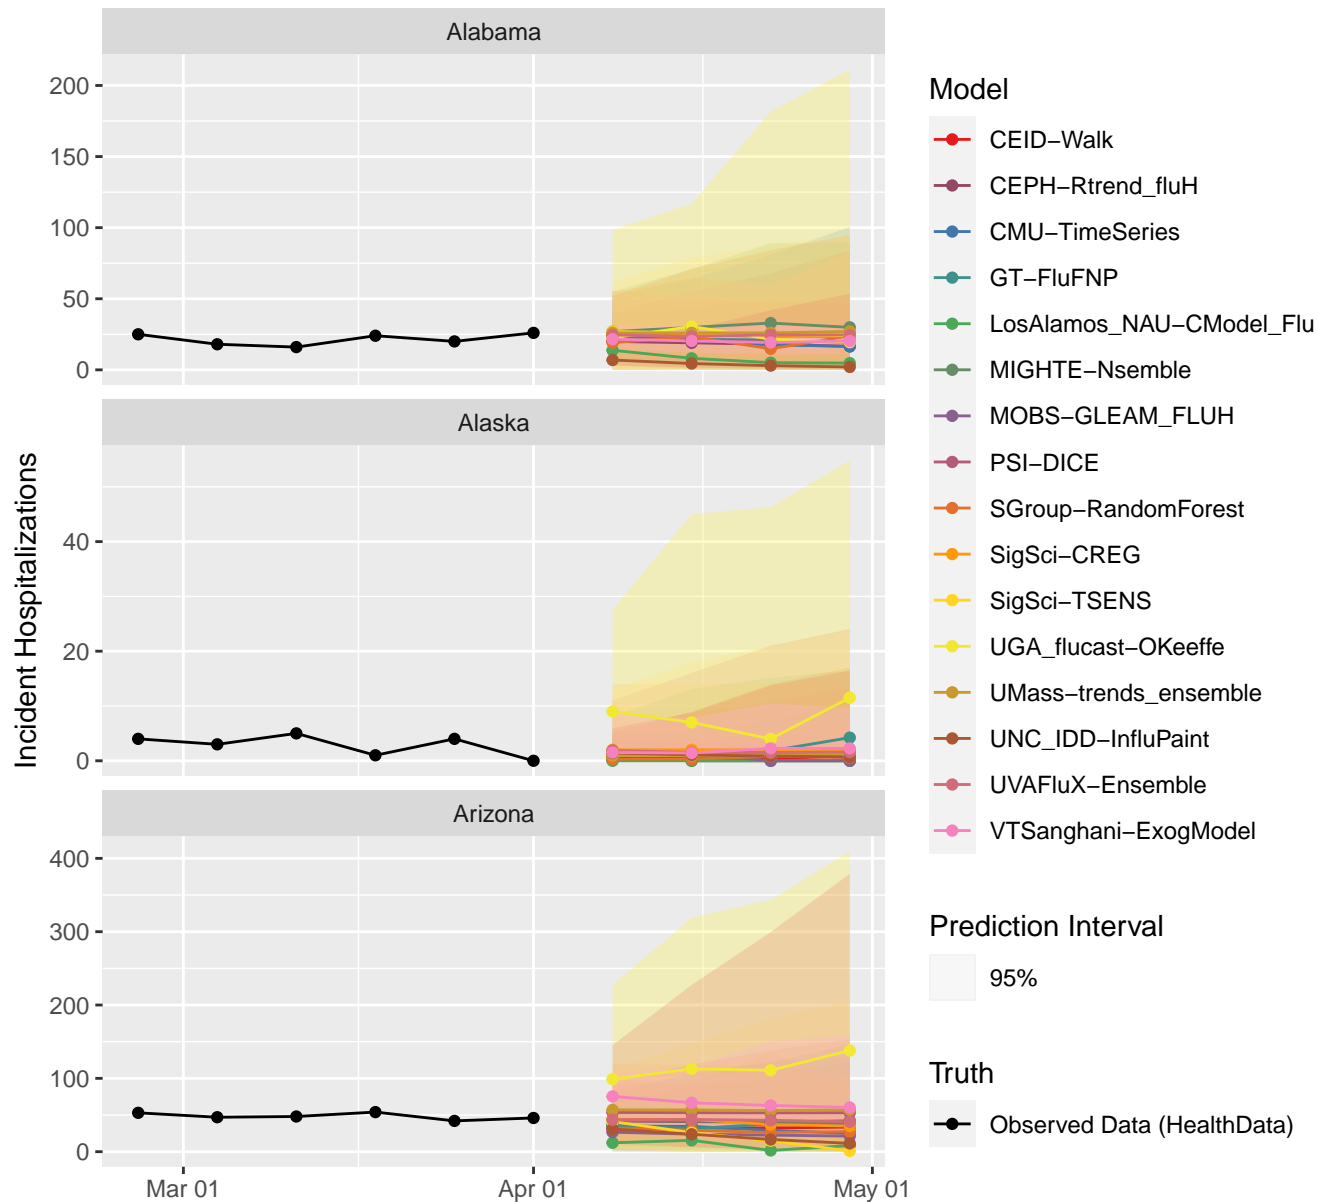 Alabama
200
150
100
50
0
Alaska
40
20
0
Arizona
400
300
200
100
0
Mar 01
Apr 01
May 01
Incident Hospitalizations
Model
CEID−Walk
CEPH−Rtrend_fluH
CMU−TimeSeries
GT−FluFNP
LosAlamos_NAU−CModel_Flu
MIGHTE−Nsemble
MOBS−GLEAM_FLUH
PSI−DICE
SGroup−RandomForest
SigSci−CREG
SigSci−TSENS
UGA_flucast−OKeeffe
UMass−trends_ensemble
UNC_IDD−InfluPaint
UVAFluX−Ensemble
VTSanghani−ExogModel
Prediction Interval
95%
Truth
Observed Data (HealthData)